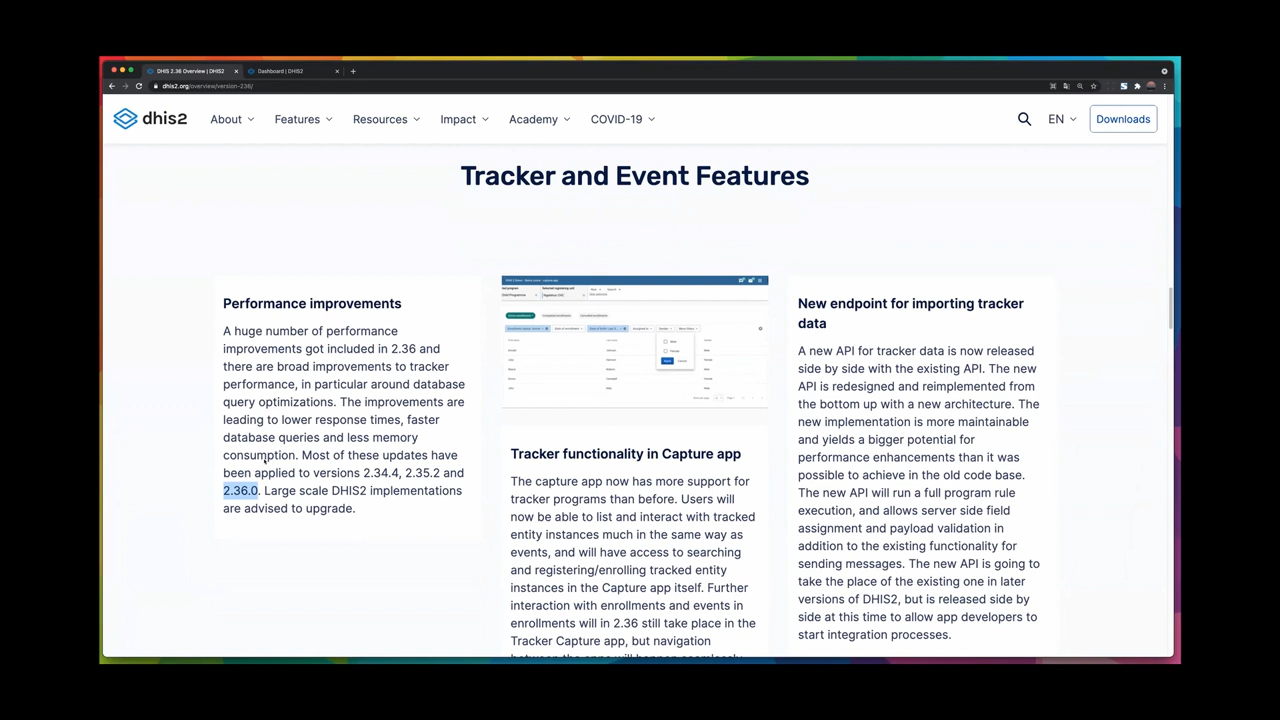 DHIS 2.36 Overview | DHIS2
Dashboard | DHIS2
dhis2.org/overview/version-236/
dhis2
About
Features
Resources
Impact
Academy
COVID-19
EN
Downloads
Tracker and Event Features
Performance improvements
A huge number of performance
improvements got included in 2.36 and
there are broad improvements to tracker
performance, in particular around database
query optimizations. The improvements are
leading to lower response times, faster
database queries and less memory
consumption. Most of these updates have
been applied to versions 2.34.4, 2.35.2 and
2.36.0. Large scale DHIS2 implementations
are advised to upgrade.
Tracker functionality in Capture app
The capture app now has more support for
tracker programs than before. Users will
now be able to list and interact with tracked
entity instances much in the same way as
events, and will have access to searching
and registering/enrolling tracked entity
instances in the Capture app itself. Further
interaction with enrollments and events in
enrollments will in 2.36 still take place in the
Tracker Capture app, but navigation
between the apps will happen seamlessly
New endpoint for importing tracker
data
A new API for tracker data is now released
side by side with the existing API. The new
API is redesigned and reimplemented from
the bottom up with a new architecture. The
new implementation is more maintainable
and yields a bigger potential for
performance enhancements than it was
possible to achieve in the old code base.
The new API will run a full program rule
execution, and allows server side field
assignment and payload validation in
addition to the existing functionality for
sending messages. The new API is going to
take the place of the existing one in later
versions of DHIS2, but is released side by
side at this time to allow app developers to
start integration processes.